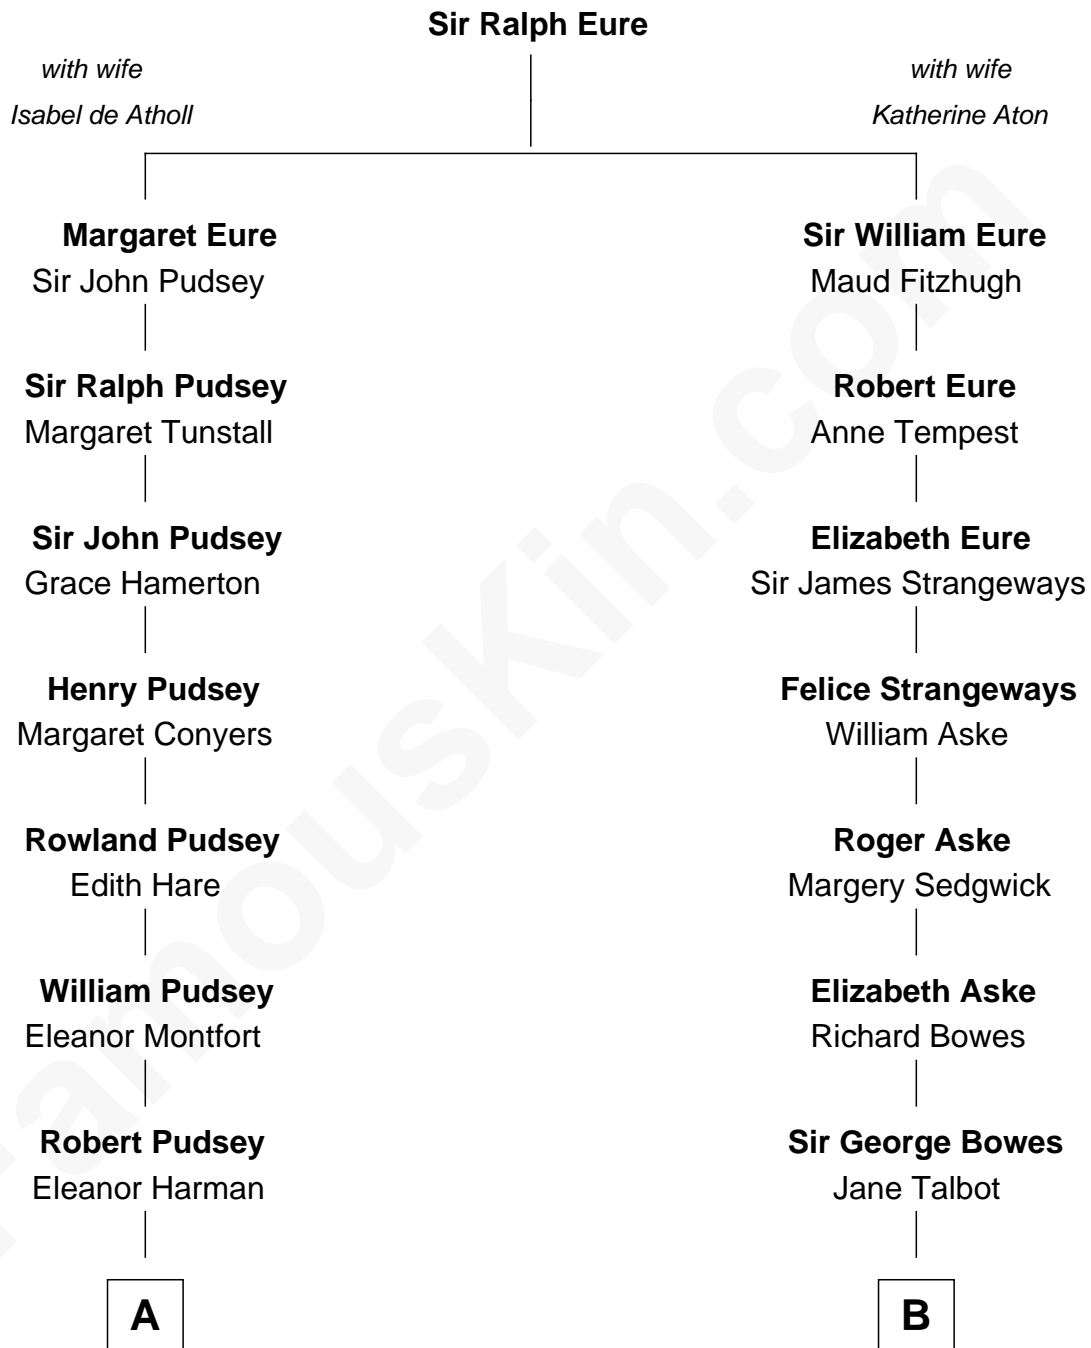 Sir Ralph Eure
with wife
Isabel de Atholl
with wife
Katherine Aton
Margaret Eure
Sir John Pudsey
Sir William Eure
Maud Fitzhugh
Sir Ralph Pudsey
Margaret Tunstall
Robert Eure
Anne Tempest
Sir John Pudsey
Grace Hamerton
Elizabeth Eure
Sir James Strangeways
Henry Pudsey
Margaret Conyers
Felice Strangeways
William Aske
Rowland Pudsey
Edith Hare
Roger Aske
Margery Sedgwick
William Pudsey
Eleanor Montfort
Elizabeth Aske
Richard Bowes
Robert Pudsey
Eleanor Harman
Sir George Bowes
Jane Talbot
A
B
FamousKin.com